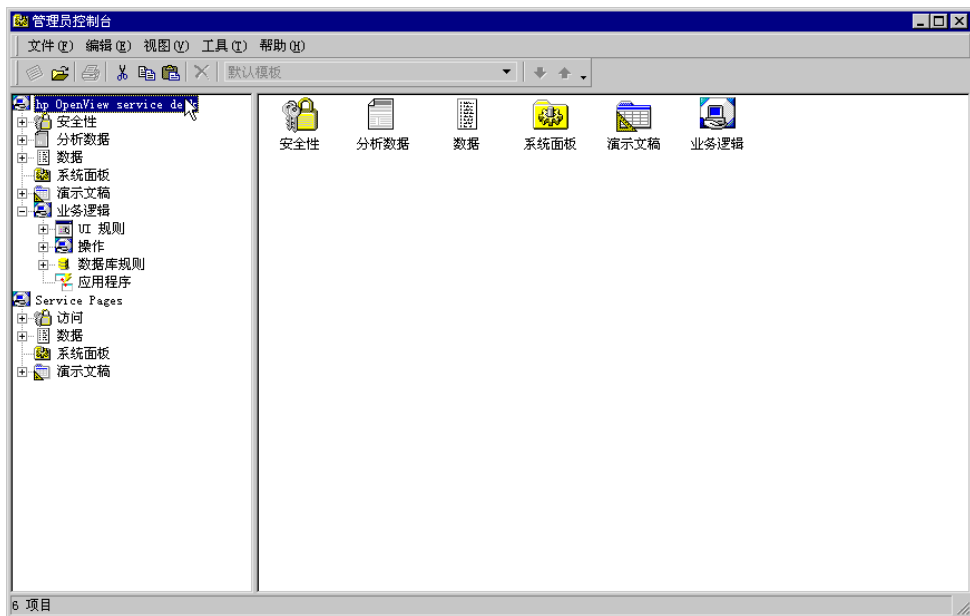 管理员控制台
文件(F) 编辑(E) 视图(V) 工具(T) 帮助(H)
默认模板
hp OpenView service desk
安全性
分析数据
数据
系统面板
演示文稿
业务逻辑
UI 规则
操作
数据库规则
应用程序
Service Pages
访问
数据
系统面板
演示文稿
安全性 分析数据 数据 系统面板 演示文稿 业务逻辑
6 项目